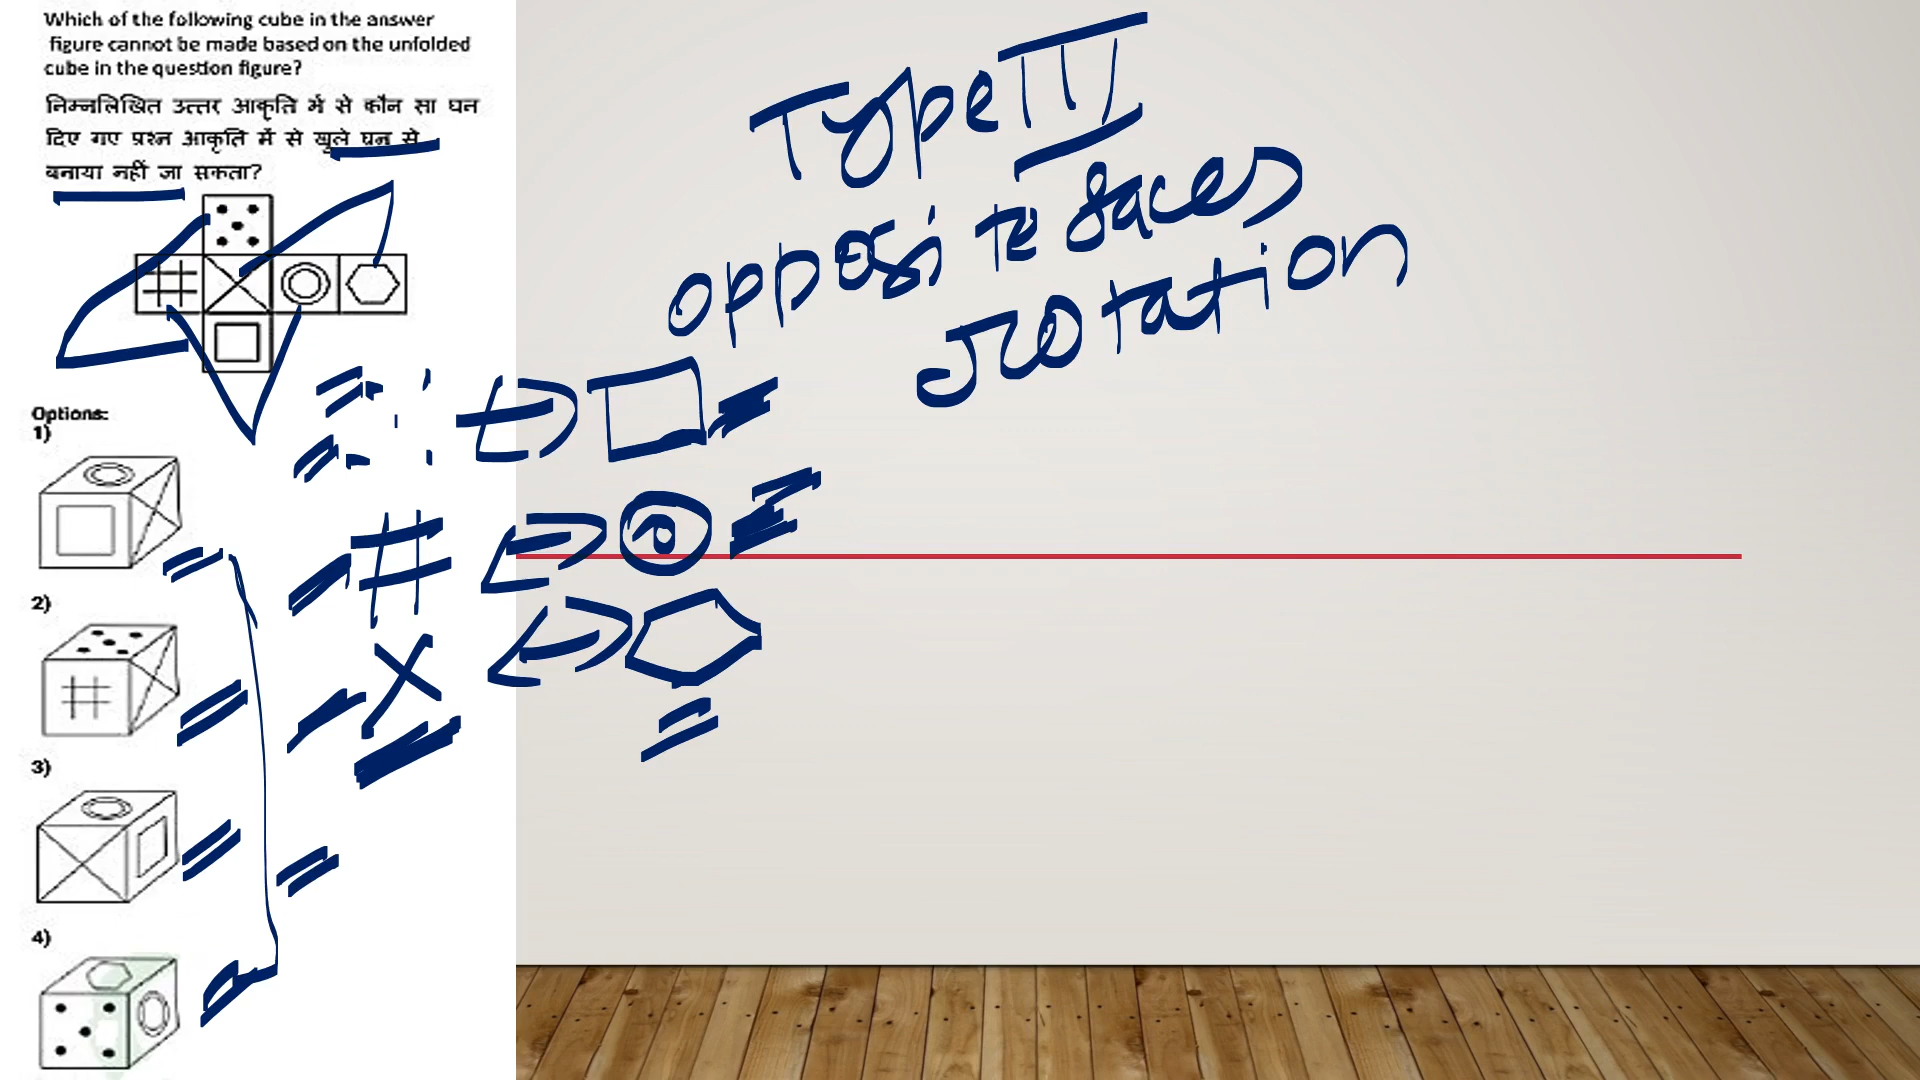 Which of the following cube in the answer
figure cannot be made based on the unfolded
cube in the question figure?
निम्नलिखित उत्तर आकृति में से कौन सा घन
दिए गए प्रश्न आकृति में से खुले घन से
बनाया नहीं जा सकता?
Options:
1)
2)
3)
4)
Type III
opposite faces
rotation